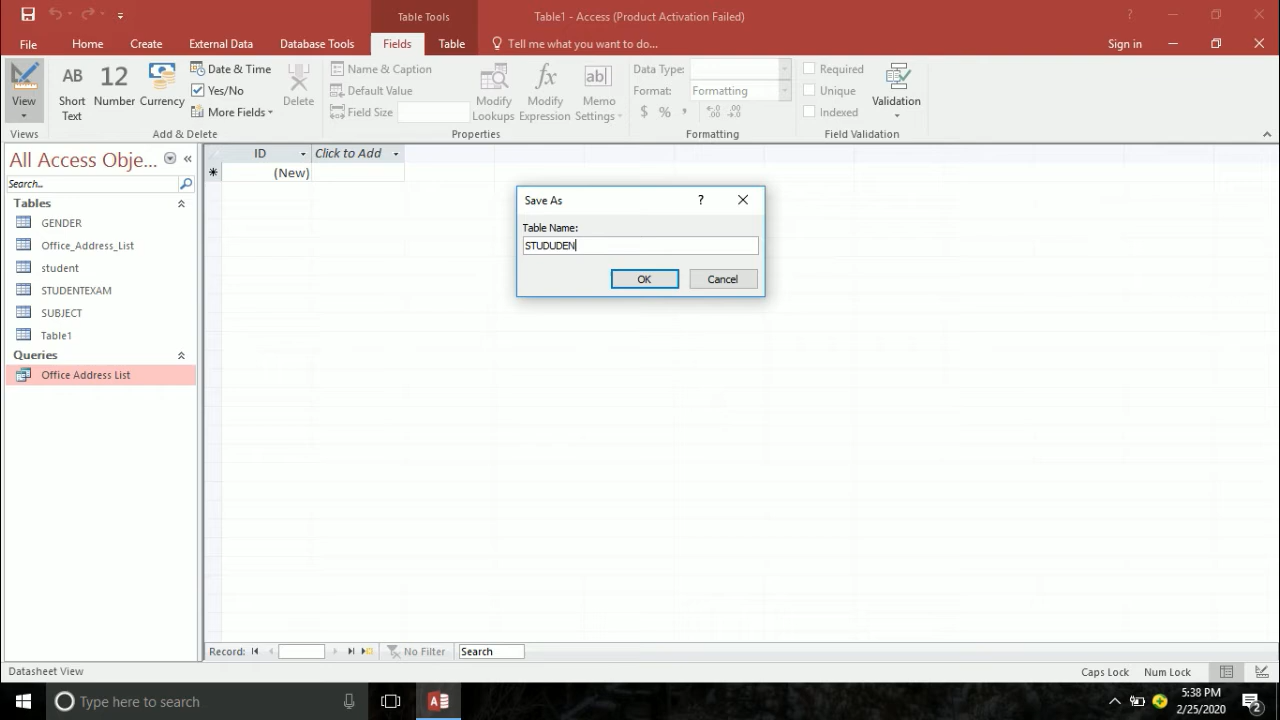 Table Tools
Table1 - Access (Product Activation Failed)
File
Home
Create
External Data
Database Tools
Fields
Table
Tell me what you want to do...
Sign in
View
AB
Short
Text
12
Number
Currency
Date & Time
Yes/No
More Fields
Delete
Name & Caption
Default Value
Field Size
Modify
Lookups
fx
Modify
Expression
ab|
Memo
Settings
Data Type:
Format:
Formatting
$ % , .00 .00
Required
Unique
Indexed
Validation
Views
Add & Delete
Properties
Formatting
Field Validation
All Access Obje...
Search...
Tables
GENDER
Office_Address_List
student
STUDENTEXAM
SUBJECT
Table1
Queries
Office Address List
ID
Click to Add
(New)
Save As
?
Table Name:
STUDUDEN
OK
Cancel
Record:
No Filter
Search
Datasheet View
Caps Lock
Num Lock
Type here to search
A
5:38 PM
2/25/2020
2